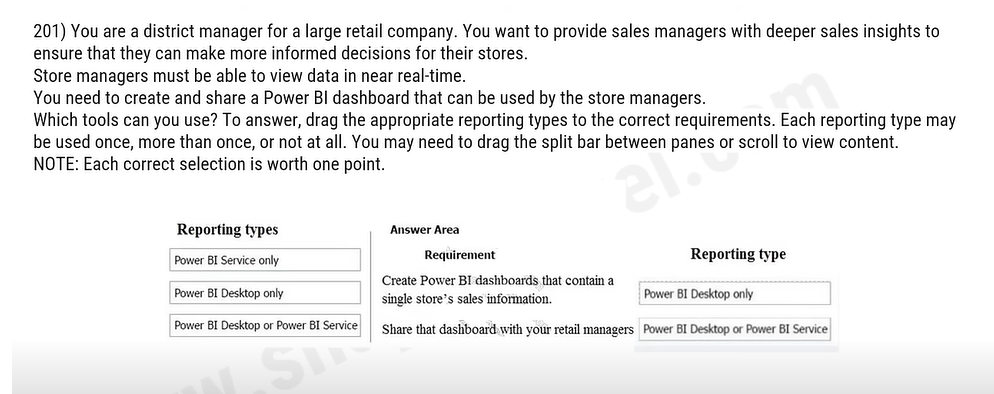 201) You are a district manager for a large retail company. You want to provide sales managers with deeper sales insights to
ensure that they can make more informed decisions for their stores.
Store managers must be able to view data in near real-time.
You need to create and share a Power BI dashboard that can be used by the store managers.
Which tools can you use? To answer, drag the appropriate reporting types to the correct requirements. Each reporting type may
be used once, more than once, or not at all. You may need to drag the split bar between panes or scroll to view content.
NOTE: Each correct selection is worth one point.
Reporting types
Power BI Service only
Power BI Desktop only
Power BI Desktop or Power BI Service
Answer Area
Requirement
Reporting type
Create Power BI dashboards that contain a
single store's sales information.
Power BI Desktop only
Share that dashboard with your retail managers
Power BI Desktop or Power BI Service